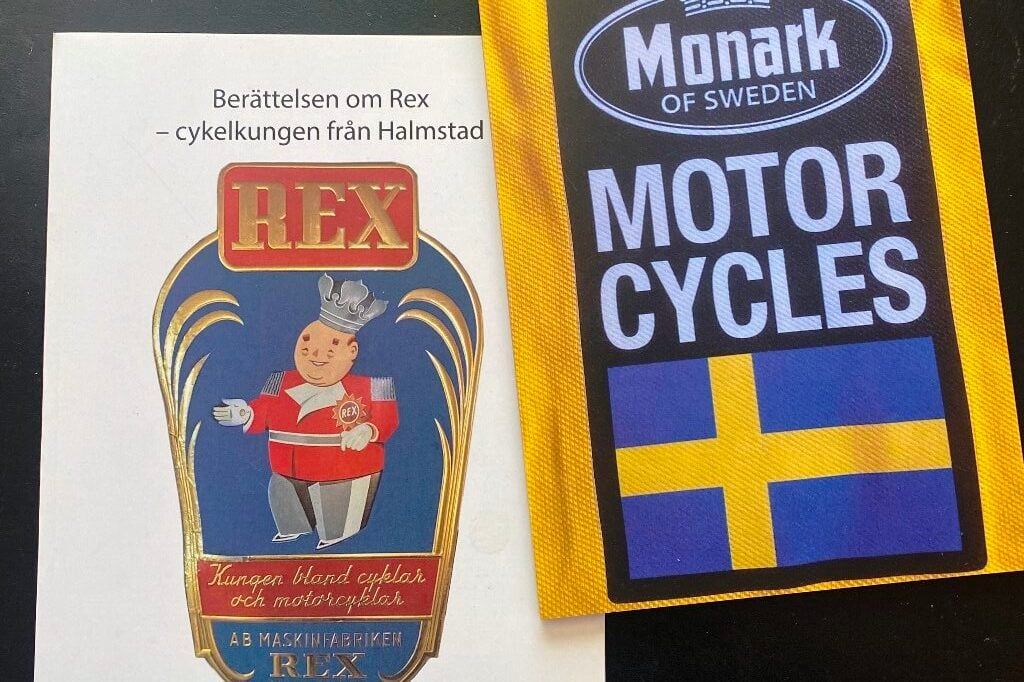 Berättelsen om Rex
– cykelkungen från Halmstad
REX
REX
Kungen bland cyklar
och motorcyklar
AB MASKINFABRIKEN
REX
Monark
OF SWEDEN
MOTOR
CYCLES